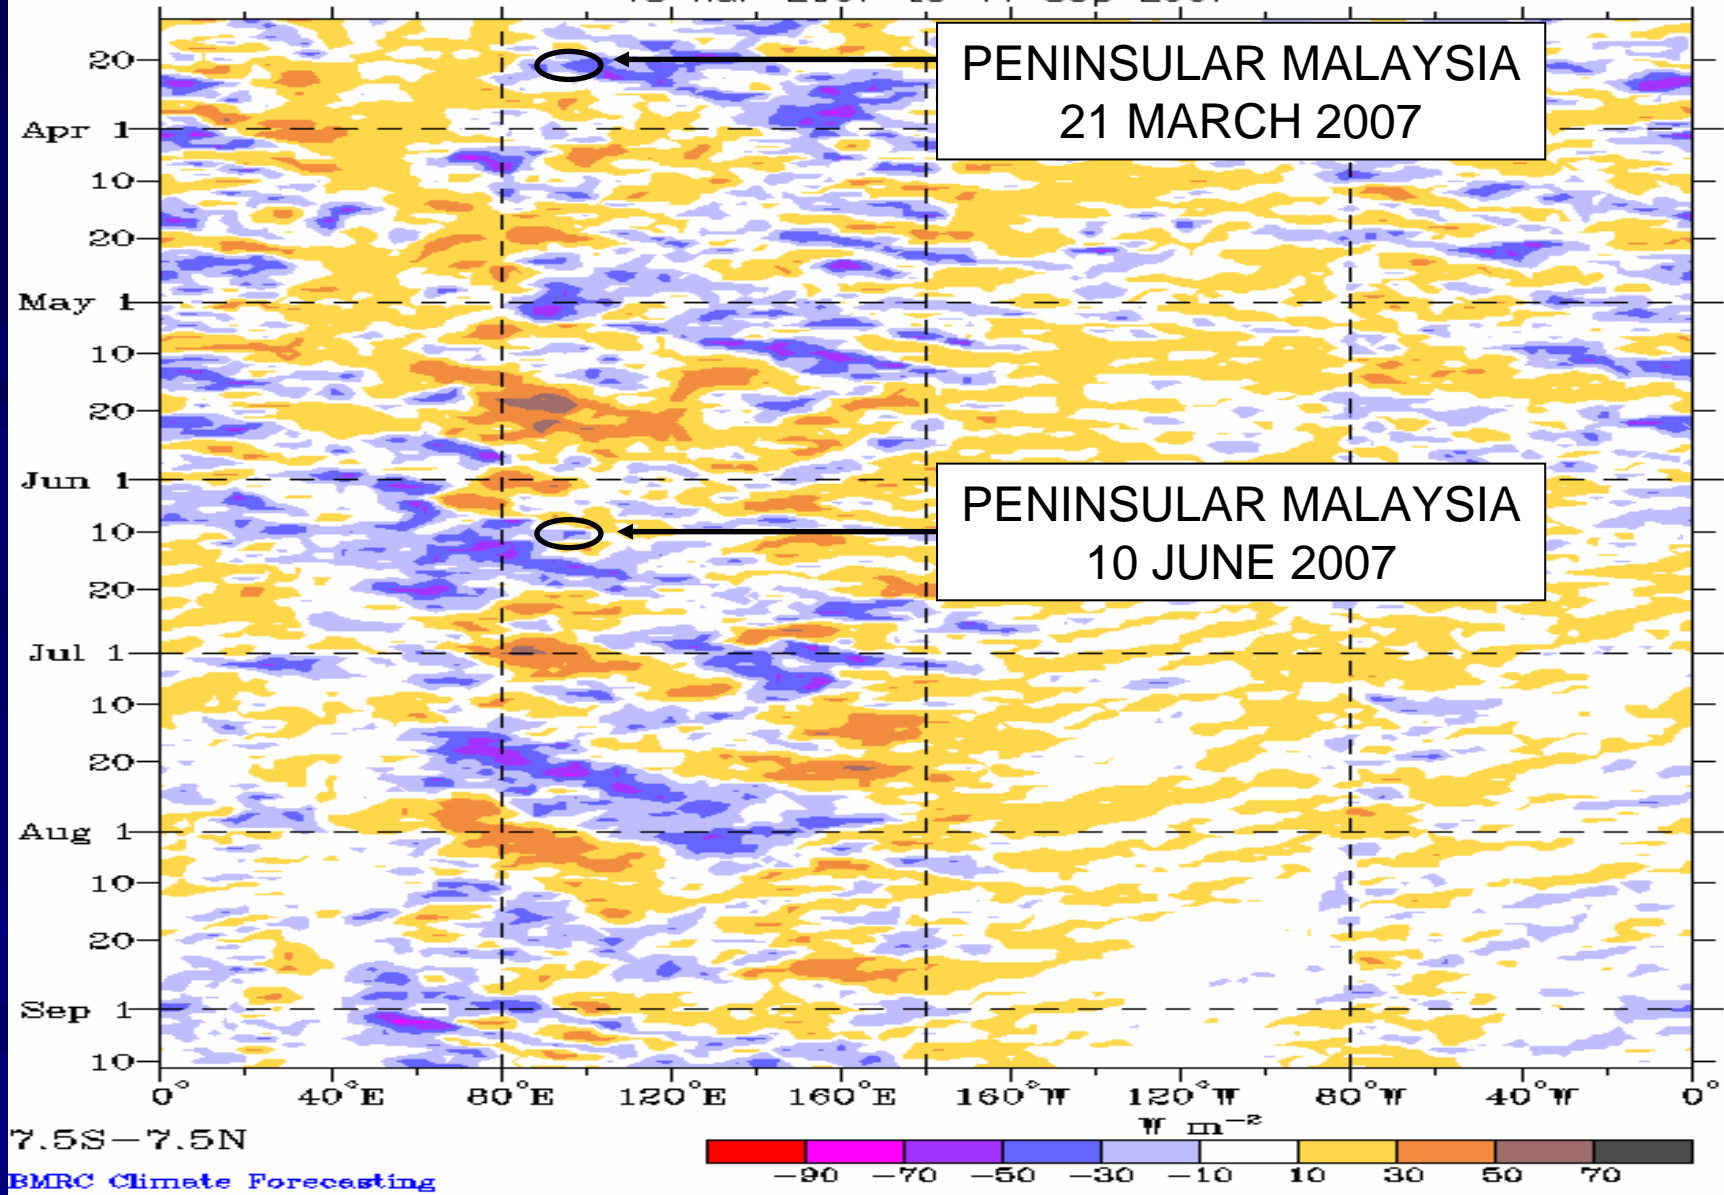 PENINSULAR MALAYSIA
21 MARCH 2007
20
Apr 1
10
20
May 1
10
20
Jun 1
PENINSULAR MALAYSIA
10 JUNE 2007
10
20
Jul 1
10
20
Aug 1
10
20
Sep 1
10
0° 40°E 80°E 120°E 160°E 160°W 120°W 80°W 40°W 0°
W m⁻²
7.5S–7.5N
−90 −70 −50 −30 −10 10 30 50 70
BMRC Climate Forecasting